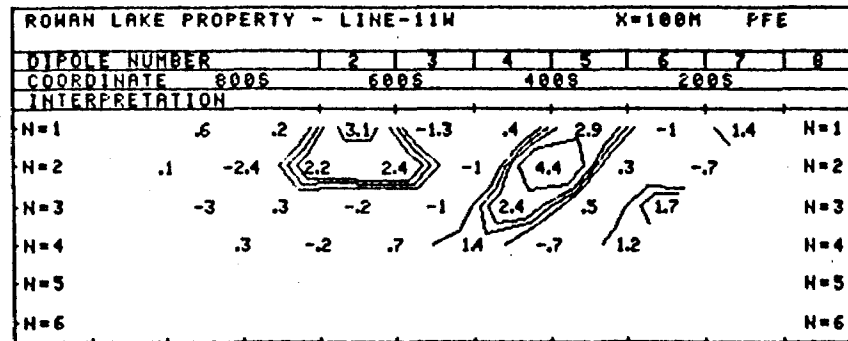 ROWAN LAKE PROPERTY - LINE-11W X=100M PFE
DIPOLE NUMBER 2 3 4 5 6 7 8
COORDINATE 800S 600S 400S 200S
INTERPRETATION
N=1 .6 .2 3.1 -1.3 .4 2.9 -1 1.4 N=1
N=2 .1 -2.4 2.2 2.4 -1 4.4 .3 -.7 N=2
N=3 -3 .3 -.2 -1 2.4 .5 1.7 N=3
N=4 .3 -.2 .7 1.4 -.7 1.2 N=4
N=5 N=5
N=6 N=6